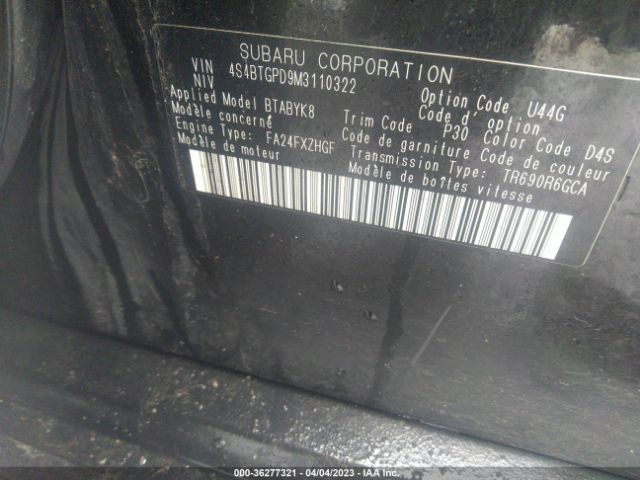 SUBARU CORPORATION
VIN 4S4BTGPD9M3110322
NIV
Option Code U44G
Code d'option
Applied Model BTABYK8
Modèle concerné
Trim Code P30 Color Code D4S
Code de garniture Code de couleur
Engine Type: FA24FXZHGF
Modèle de moteur
Transmission Type: TR690R6GCA
Modèle de boîtes vitesse
000-36277321 | 04/04/2023 - IAA Inc.